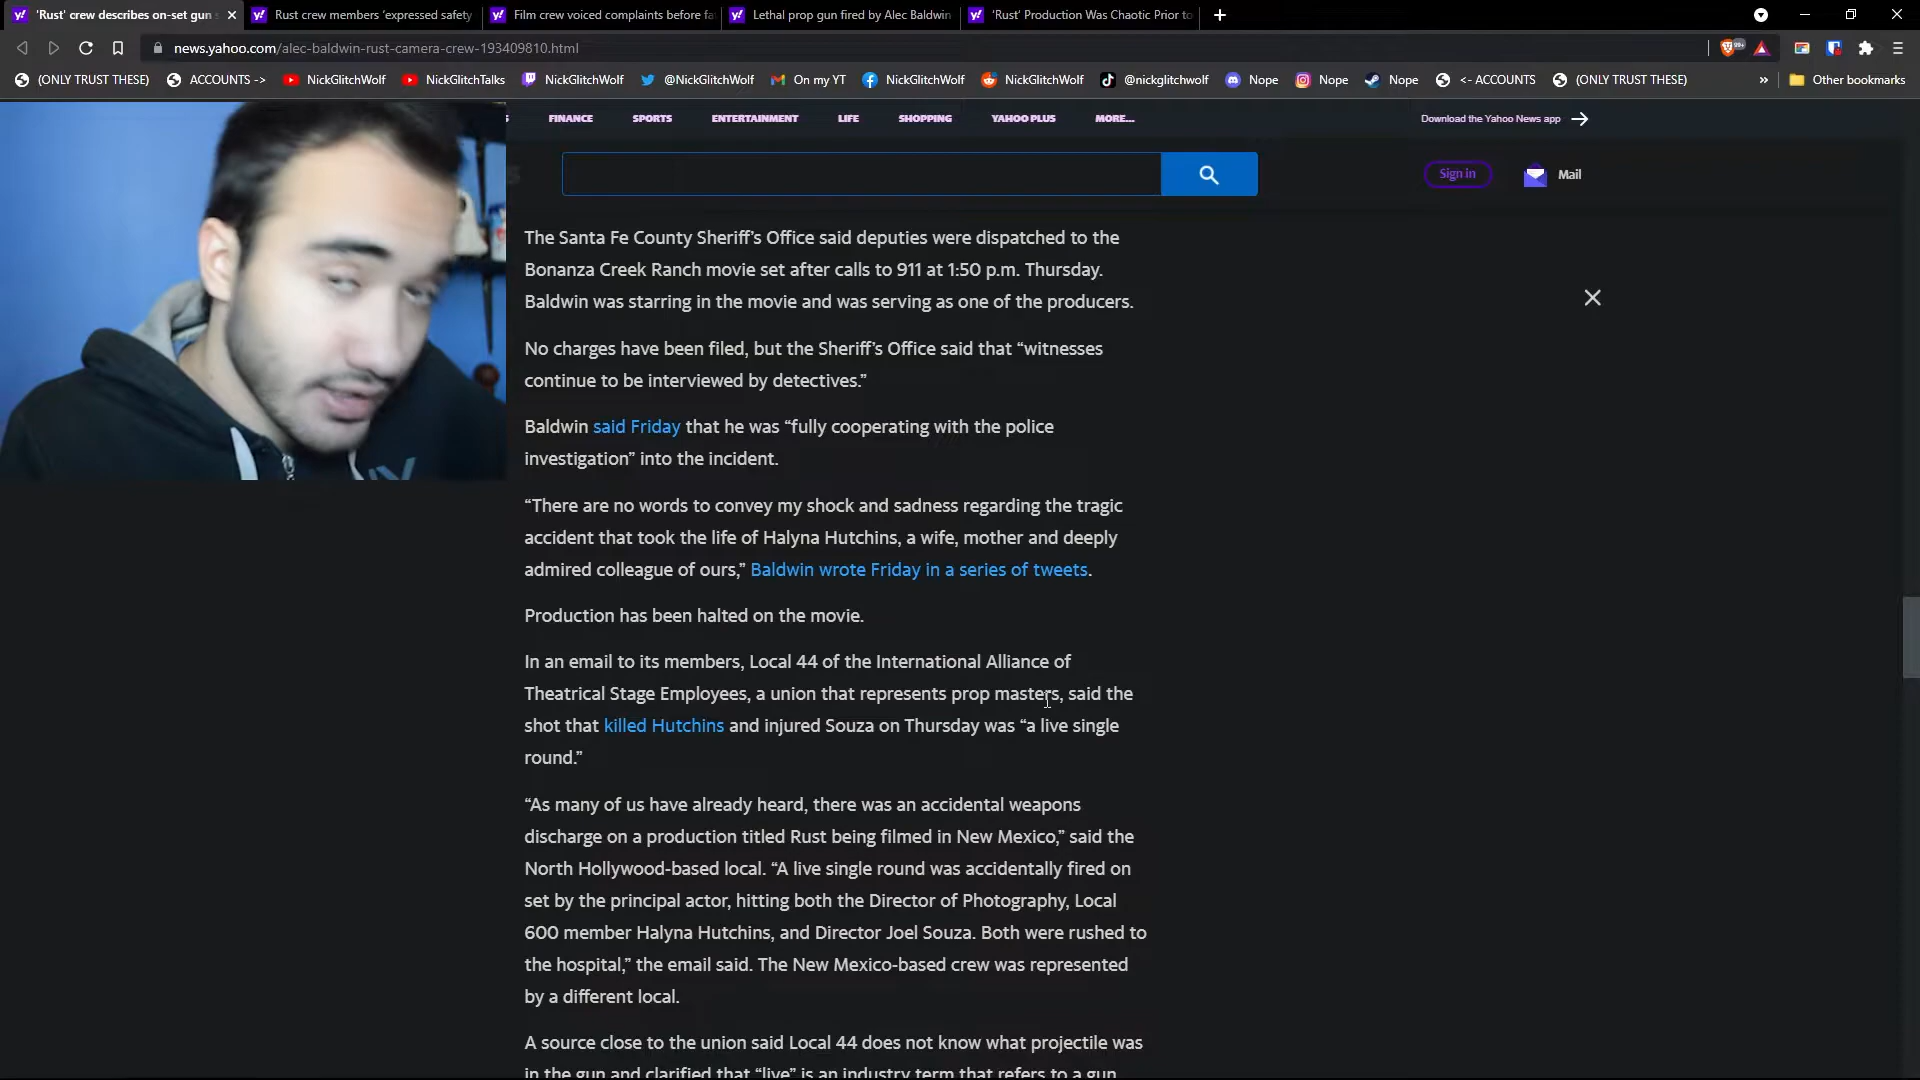 'Rust' crew describes on-set gun s
Rust crew members 'expressed safety
Film crew voiced complaints before fa
Lethal prop gun fired by Alec Baldwin
'Rust' Production Was Chaotic Prior to
news.yahoo.com/alec-baldwin-rust-camera-crew-193409810.html
99+
(ONLY TRUST THESE)
ACCOUNTS ->
NickGlitchWolf
NickGlitchTalks
NickGlitchWolf
@NickGlitchWolf
On my YT
NickGlitchWolf
NickGlitchWolf
@nickglitchwolf
Nope
Nope
Nope
<- ACCOUNTS
(ONLY TRUST THESE)
»
Other bookmarks
FINANCE
SPORTS
ENTERTAINMENT
LIFE
SHOPPING
YAHOO PLUS
MORE...
Download the Yahoo News app
Sign in
Mail
The Santa Fe County Sheriff’s Office said deputies were dispatched to the
Bonanza Creek Ranch movie set after calls to 911 at 1:50 p.m. Thursday.
Baldwin was starring in the movie and was serving as one of the producers.
No charges have been filed, but the Sheriff’s Office said that “witnesses
continue to be interviewed by detectives.”
Baldwin said Friday that he was “fully cooperating with the police
investigation” into the incident.
“There are no words to convey my shock and sadness regarding the tragic
accident that took the life of Halyna Hutchins, a wife, mother and deeply
admired colleague of ours,” Baldwin wrote Friday in a series of tweets.
Production has been halted on the movie.
In an email to its members, Local 44 of the International Alliance of
Theatrical Stage Employees, a union that represents prop masters, said the
shot that killed Hutchins and injured Souza on Thursday was “a live single
round.”
“As many of us have already heard, there was an accidental weapons
discharge on a production titled Rust being filmed in New Mexico,” said the
North Hollywood-based local. “A live single round was accidentally fired on
set by the principal actor, hitting both the Director of Photography, Local
600 member Halyna Hutchins, and Director Joel Souza. Both were rushed to
the hospital,” the email said. The New Mexico-based crew was represented
by a different local.
A source close to the union said Local 44 does not know what projectile was
in the gun and clarified that “live” is an industry term that refers to a gun